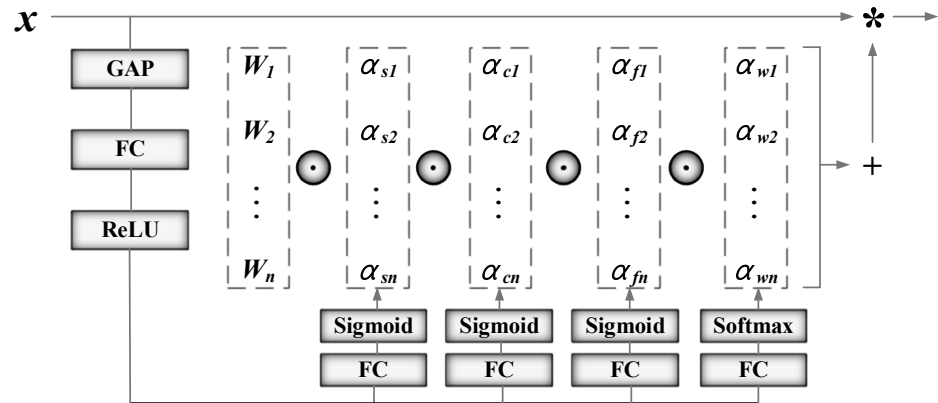 x *
GAP W1 αs1 αc1 αf1 αw1
FC W2 αs2 αc2 αf2 αw2
⊙ ⊙ ⊙ ⊙ +
ReLU ⋮ ⋮ ⋮ ⋮ ⋮
Wn αsn αcn αfn αwn
Sigmoid Sigmoid Sigmoid Softmax
FC FC FC FC